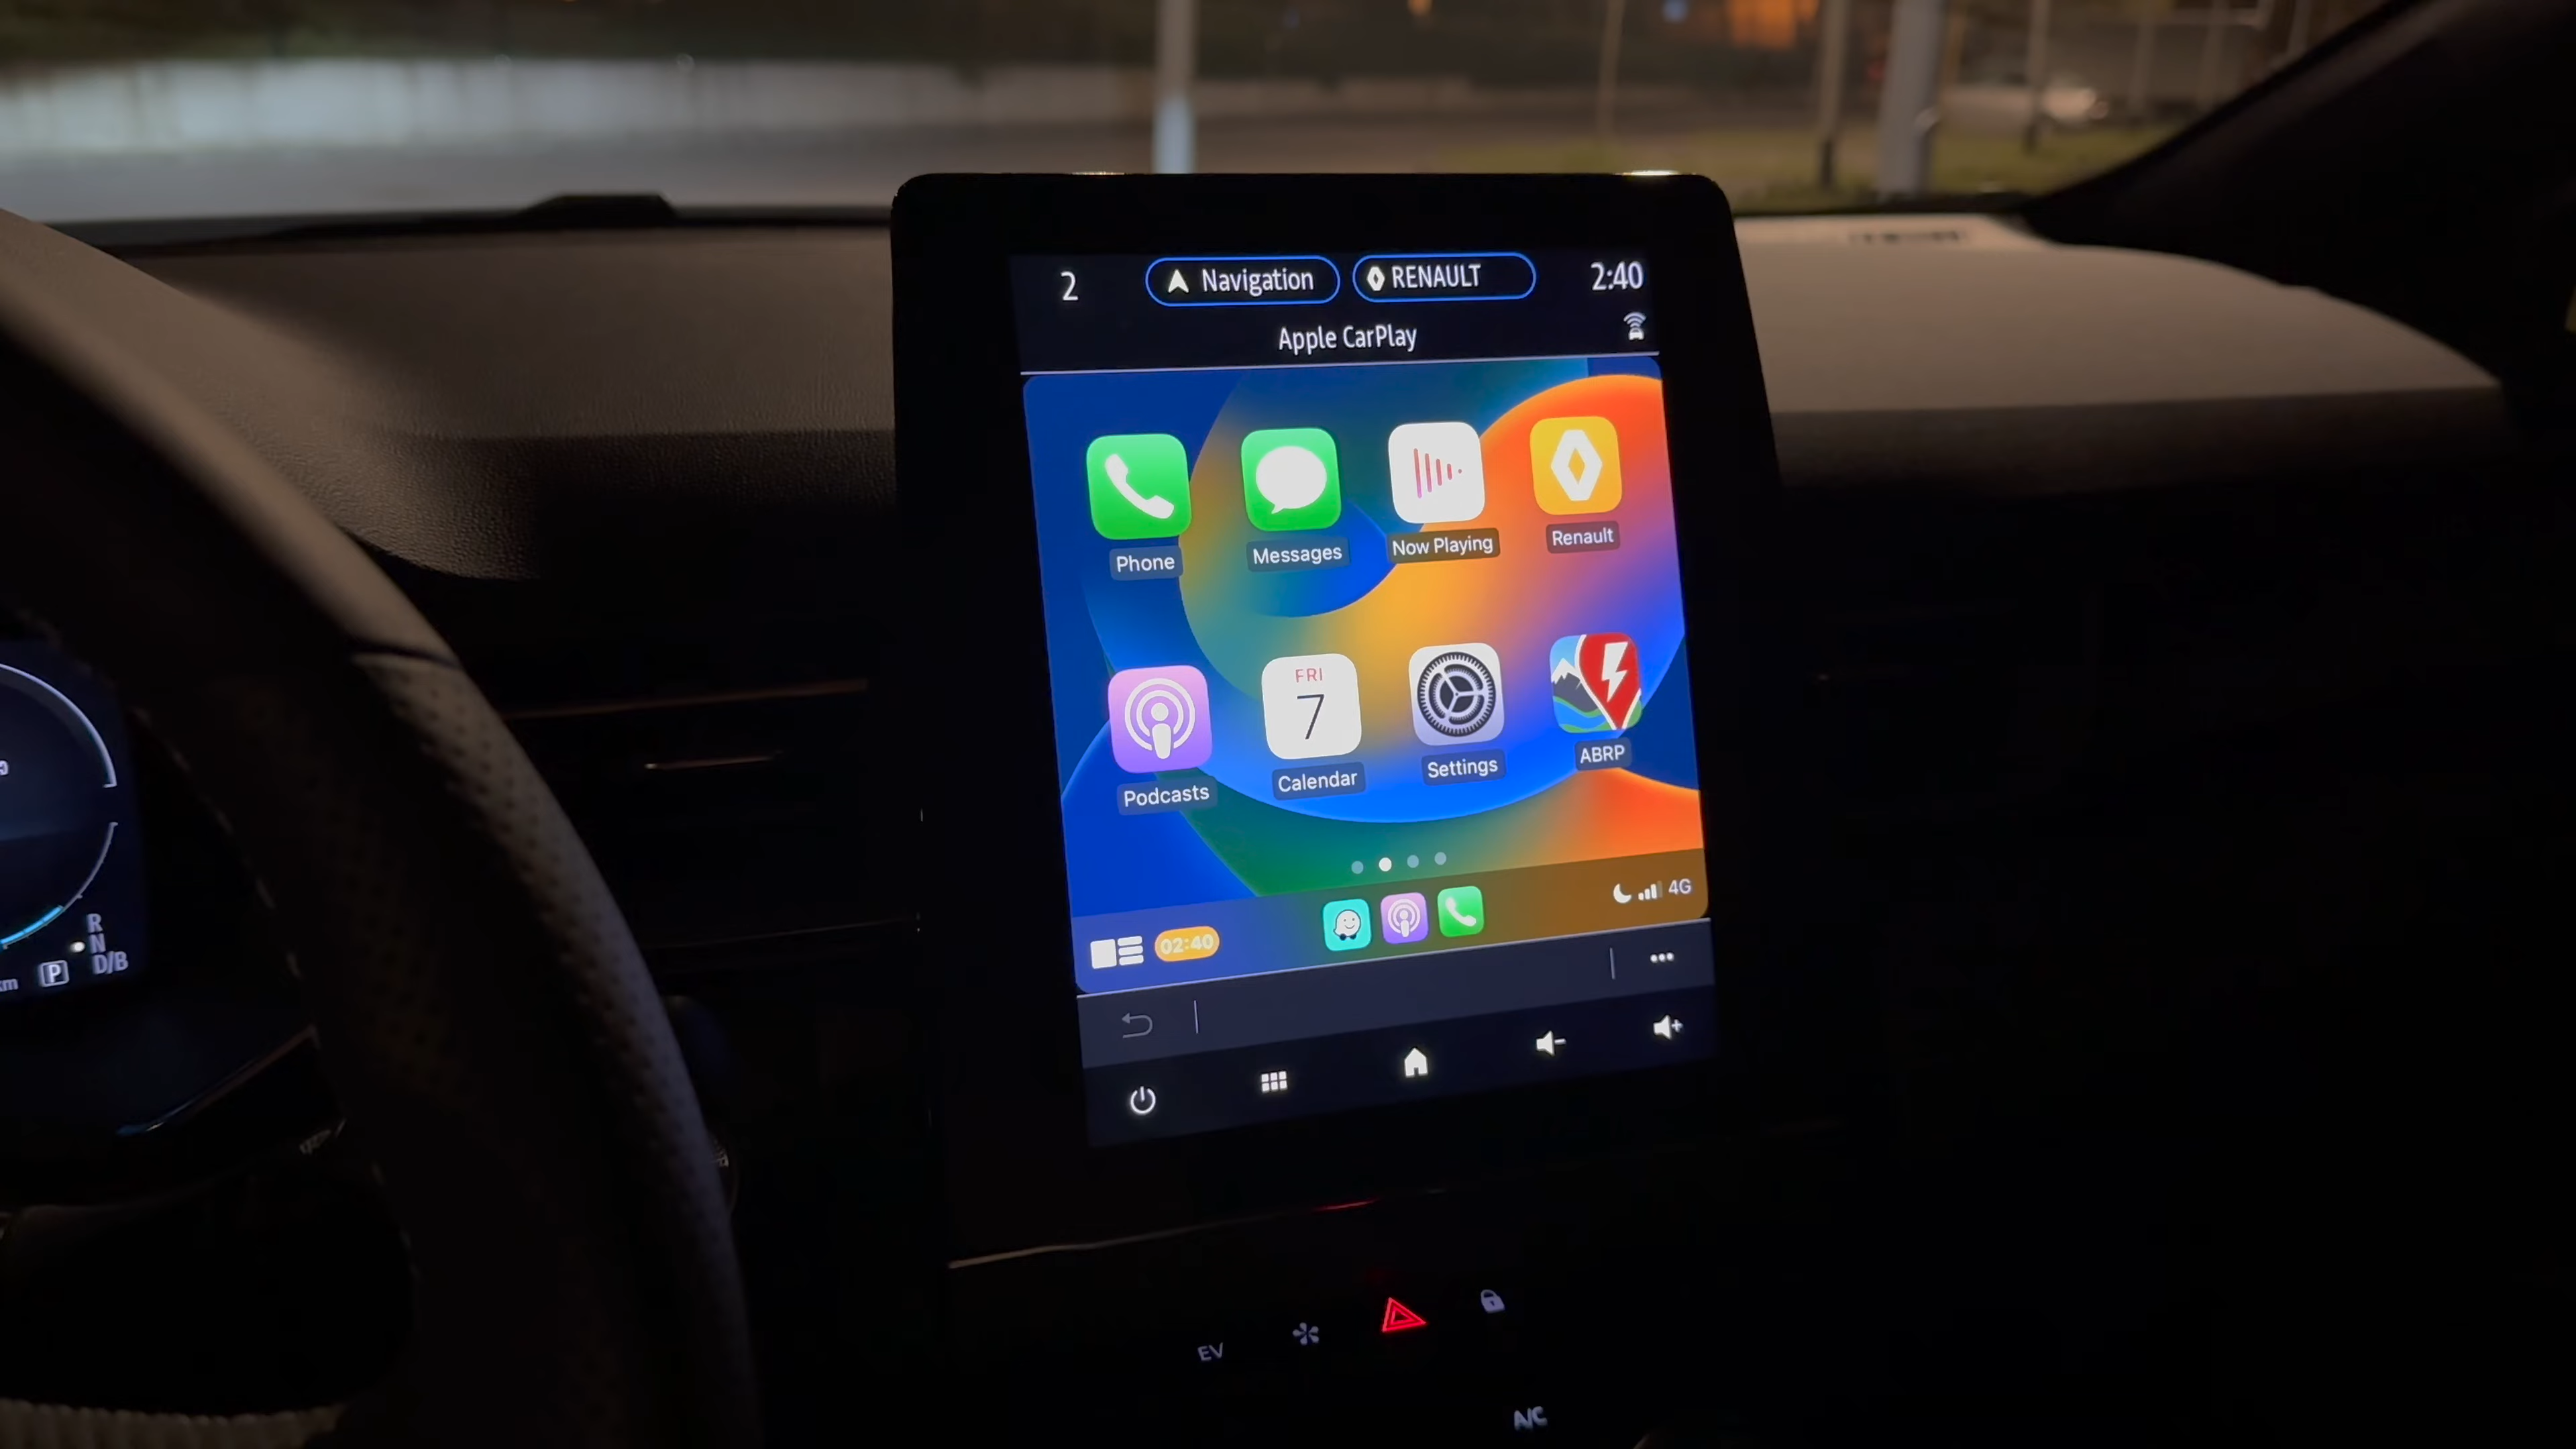 2 Navigation RENAULT 2:40
Apple CarPlay
Phone Messages Now Playing Renault
FRI
7
Podcasts Calendar Settings ABRP
02:40 4G
R
N
D/B
P
km
EV
A/C